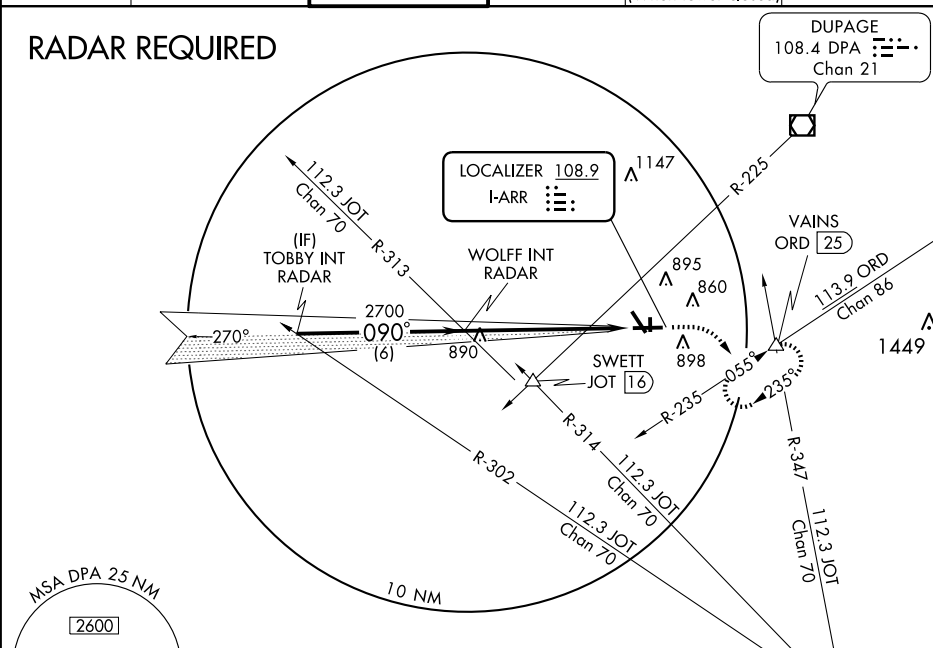 RADAR REQUIRED
DUPAGE
108.4 DPA
Chan 21
LOCALIZER 108.9
I-ARR
1147
R-225
112.3 JOT
Chan 70
R-313
(IF)
TOBBY INT
RADAR
WOLFF INT
RADAR
VAINS
ORD 25
895
860
113.9 ORD
Chan 86
2700
090°
(6)
270°
890
898
1449
SWETT
JOT 16
055°
235°
R-235
R-314
R-347
R-302
112.3 JOT
Chan 70
112.3 JOT
Chan 70
112.3 JOT
Chan 70
10 NM
MSA DPA 25 NM
2600